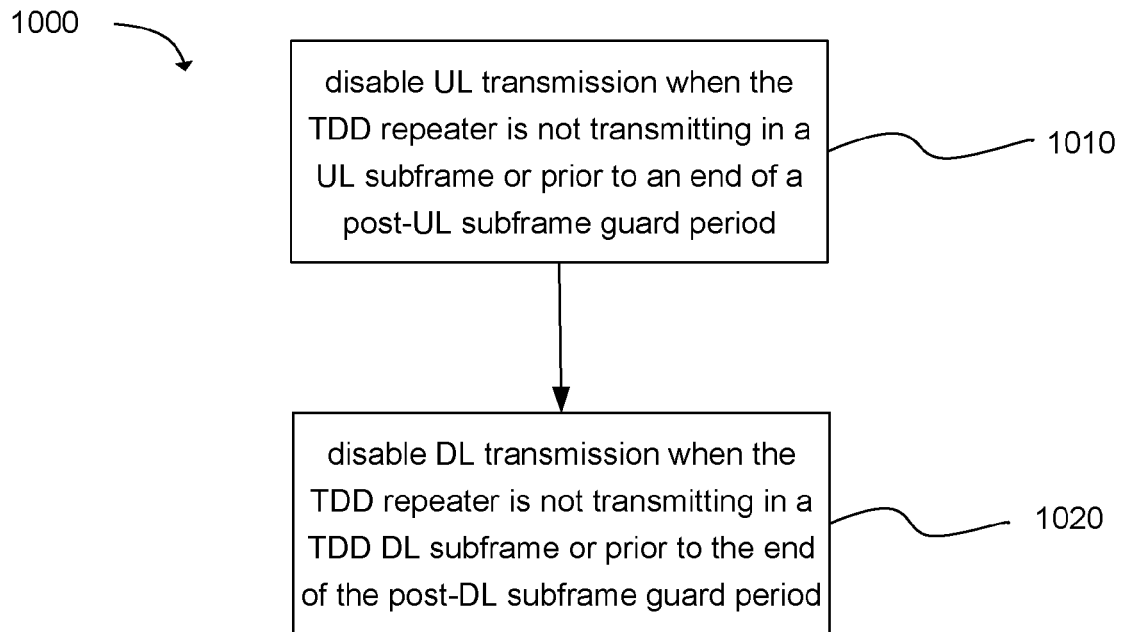 1000
disable UL transmission when the
TDD repeater is not transmitting in a
UL subframe or prior to an end of a
post-UL subframe guard period
1010
disable DL transmission when the
TDD repeater is not transmitting in a
TDD DL subframe or prior to the end
of the post-DL subframe guard period
1020